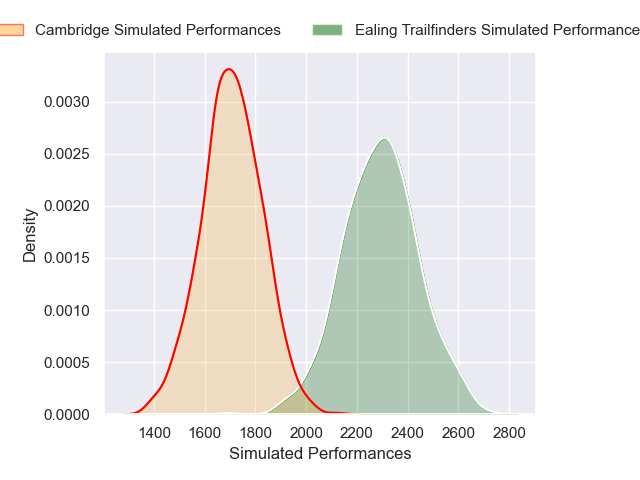 Cambridge Simulated Performances
Ealing Trailfinders Simulated Performance
0.0030
0.0025
0.0020
0.0015
0.0010
0.0005
0.0000
Density
1400 1600 1800 2000 2200 2400 2600 2800
Simulated Performances